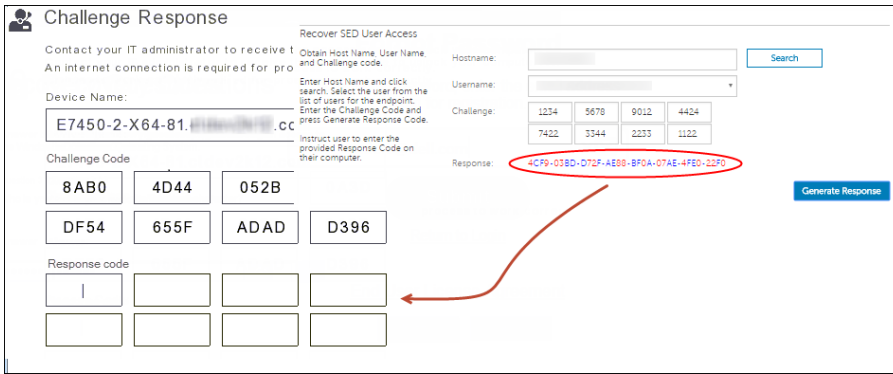 Challenge Response
Contact your IT administrator to receive t
An internet connection is required for pro
Device Name:
E7450-2-X64-81. .cc
Challenge Code
8AB0 4D44 052B
DF54 655F ADAD D396
Response code
Recover SED User Access
Obtain Host Name, User Name,
and Challenge code.
Enter Host Name and click
search. Select the user from the
list of users for the endpoint.
Enter the Challenge Code and
press Generate Response Code.
Instruct user to enter the
provided Response Code on
their computer.
Hostname:
Search
Username:
Challenge:
1234 5678 9012 4424
7422 3344 2233 1122
Response: 4CF9-03BD-D72F-AE88-BF0A-07AE-4FE0-22F0
Generate Response